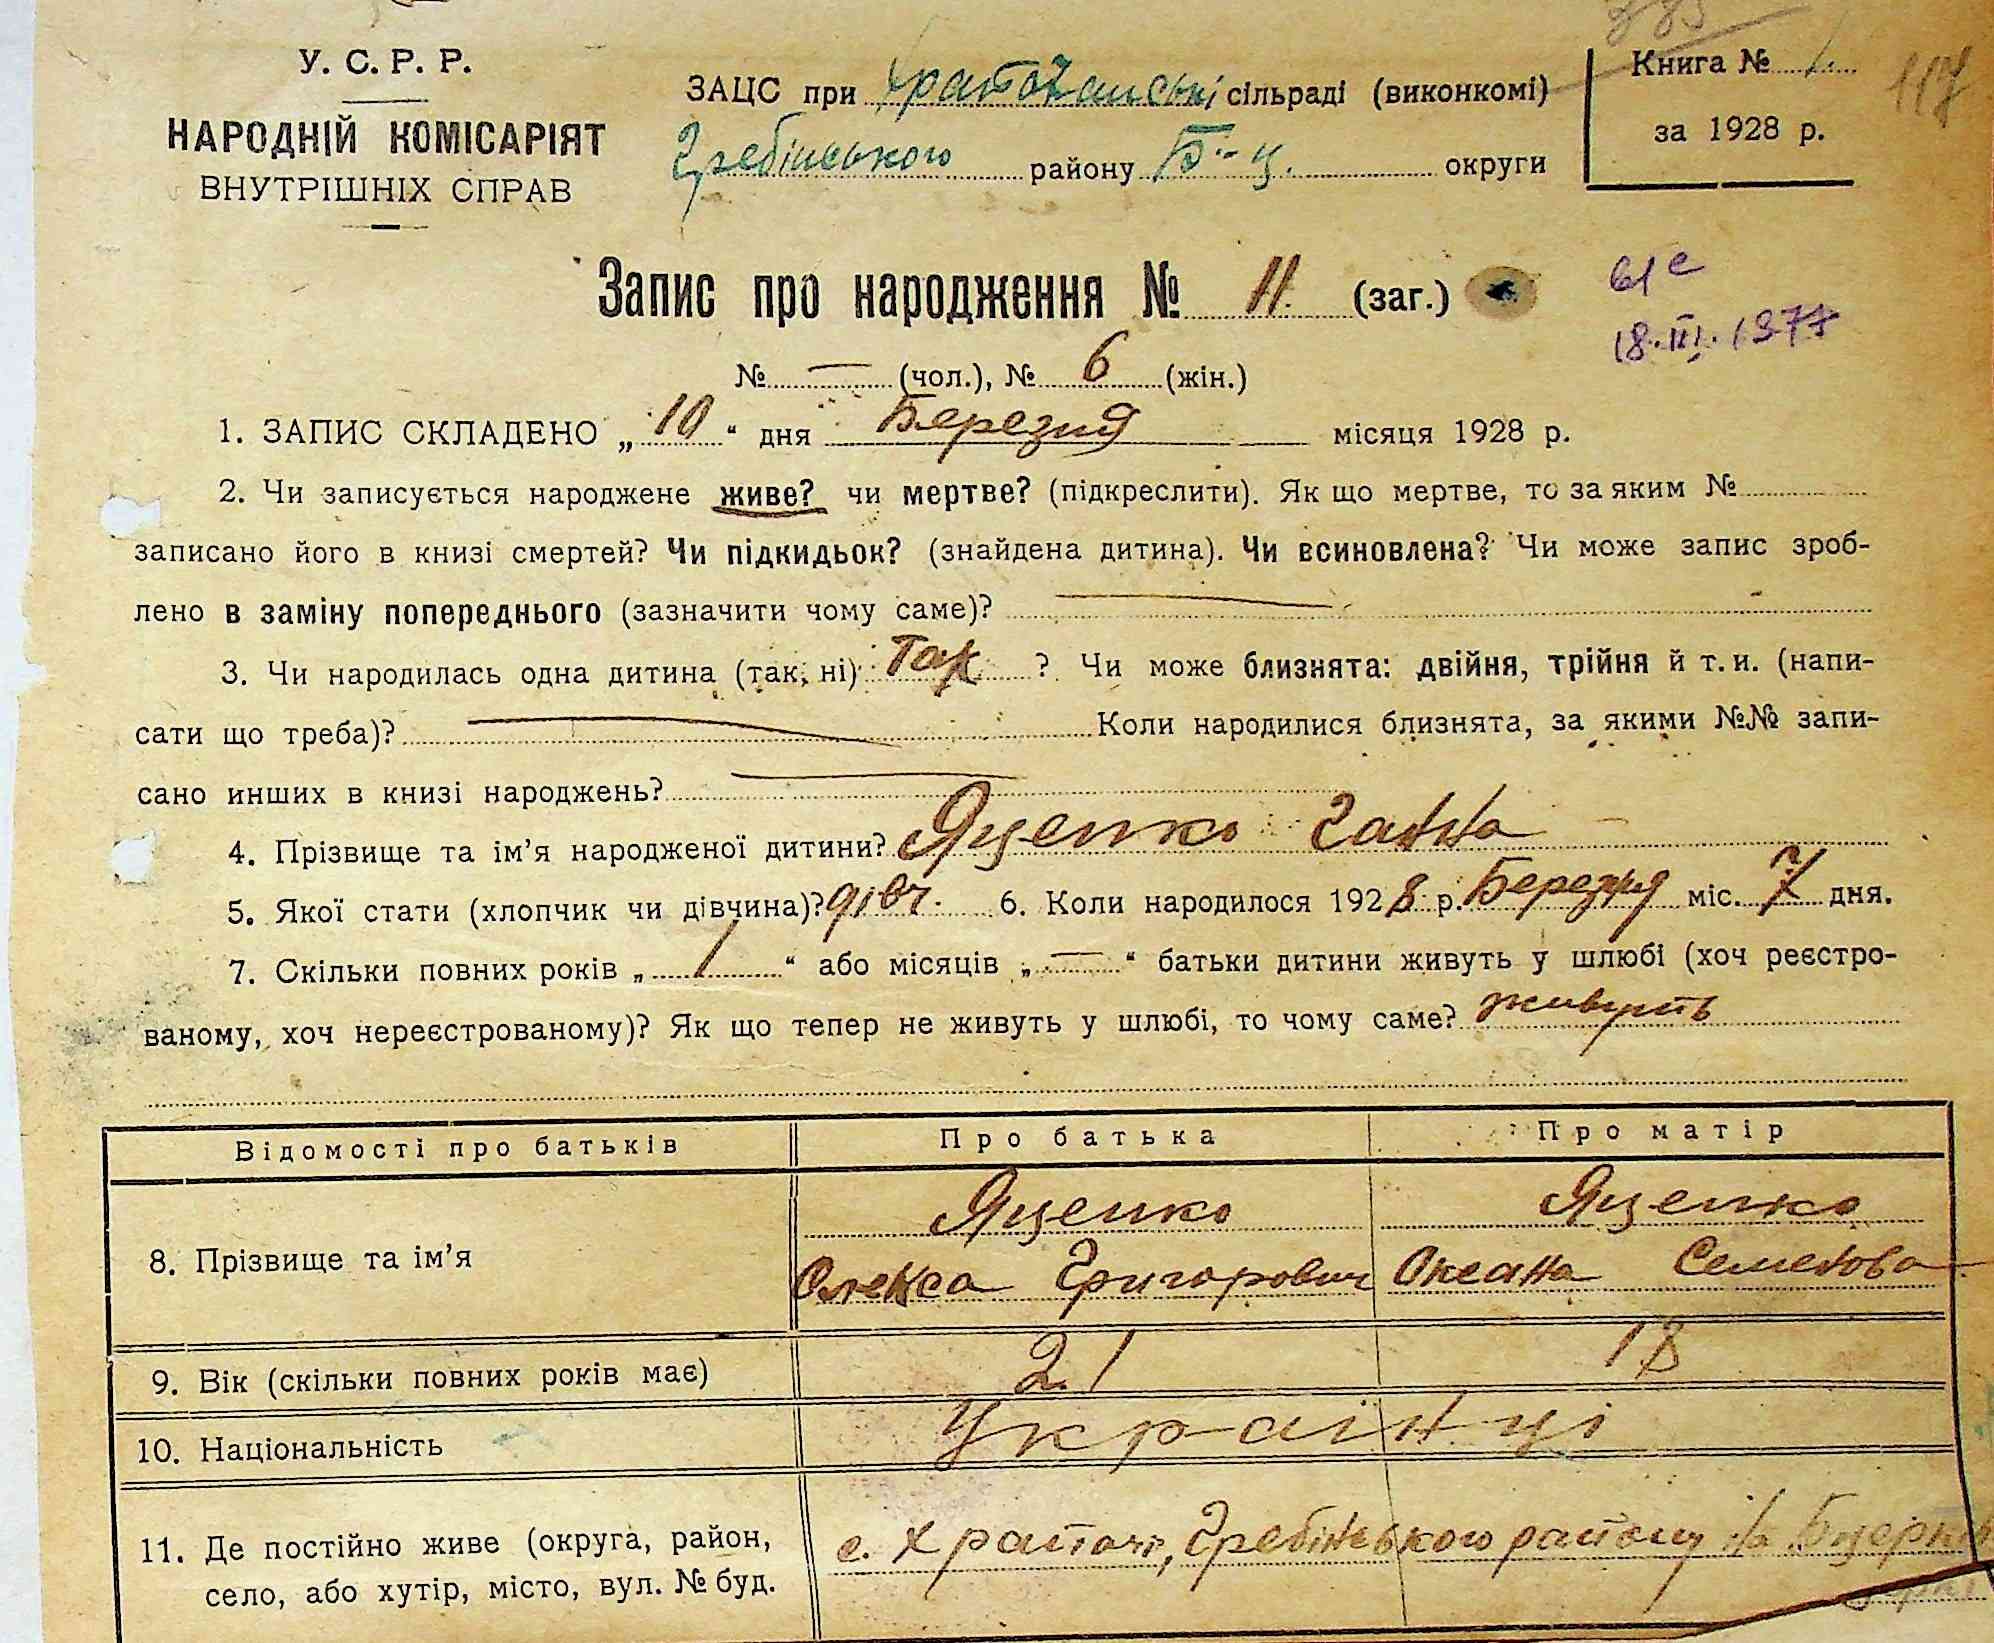 У. С. Р. Р.
НАРОДНІЙ КОМІСАРІЯТ
ВНУТРІШНІХ СПРАВ
ЗАЦС при сільраді (виконкомі)
Гребінського району Б-ц. округи
Книга № 1.
за 1928 р.
117
Запис про народження № 11. (заг.)
18.III.1977
№ — (чол.), № 6 (жін.)
1. ЗАПИС СКЛАДЕНО „10“ дня Березня місяця 1928 р.
2. Чи записується народжене живе? чи мертве? (підкреслити). Як що мертве, то за яким №
записано його в книзі смертей? Чи підкидьок? (знайдена дитина). Чи всиновлена? Чи може запис зроб-
лено в заміну попереднього (зазначити чому саме)? —
3. Чи народилась одна дитина (так, ні) Так ? Чи може близнята: двійня, трійня й т. и. (напи-
сати що треба)? — Коли народилися близнята, за якими №№ запи-
сано инших в книзі народжень? —
4. Прізвище та ім’я народженої дитини? Яценко Ганна
5. Якої стати (хлопчик чи дівчина)? дівч. 6. Коли народилося 1928 р. Березня міс. 7 дня.
7. Скільки повних років „1“ або місяців „—“ батьки дитини живуть у шлюбі (хоч реєстро-
ваному, хоч нереєстрованому)? Як що тепер не живуть у шлюбі, то чому саме? живуть
Відомості про батьків Про батька Про матір
8. Прізвище та ім’я Яценко Яценко
Олекса Григорович Оксана Семенова
9. Вік (скільки повних років має) 21 18
10. Національність Українці
11. Де постійно живе (округа, район, с. Хратачі, Гребінського району
село, або хутір, місто, вул. № буд.